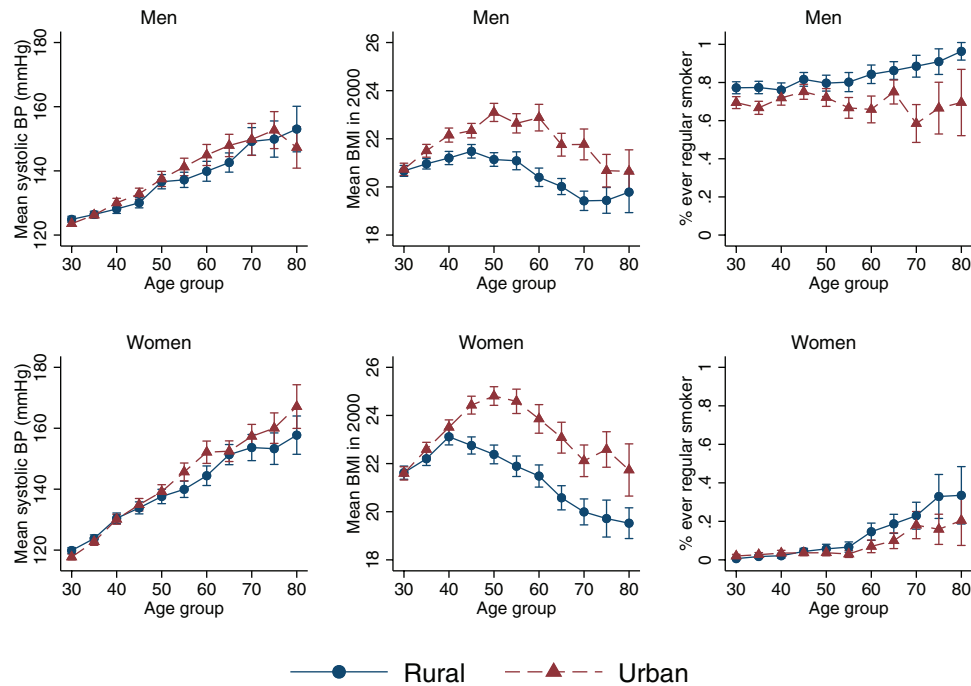 Men
Mean systolic BP (mmHg)
180
160
140
120
30 40 50 60 70 80
Age group
Men
Mean BMI in 2000
26
24
22
20
18
30 40 50 60 70 80
Age group
Men
% ever regular smoker
1
.8
.6
.4
.2
0
30 40 50 60 70 80
Age group
Women
Mean systolic BP (mmHg)
180
160
140
120
30 40 50 60 70 80
Age group
Women
Mean BMI in 2000
26
24
22
20
18
30 40 50 60 70 80
Age group
Women
% ever regular smoker
1
.8
.6
.4
.2
0
30 40 50 60 70 80
Age group
Rural Urban